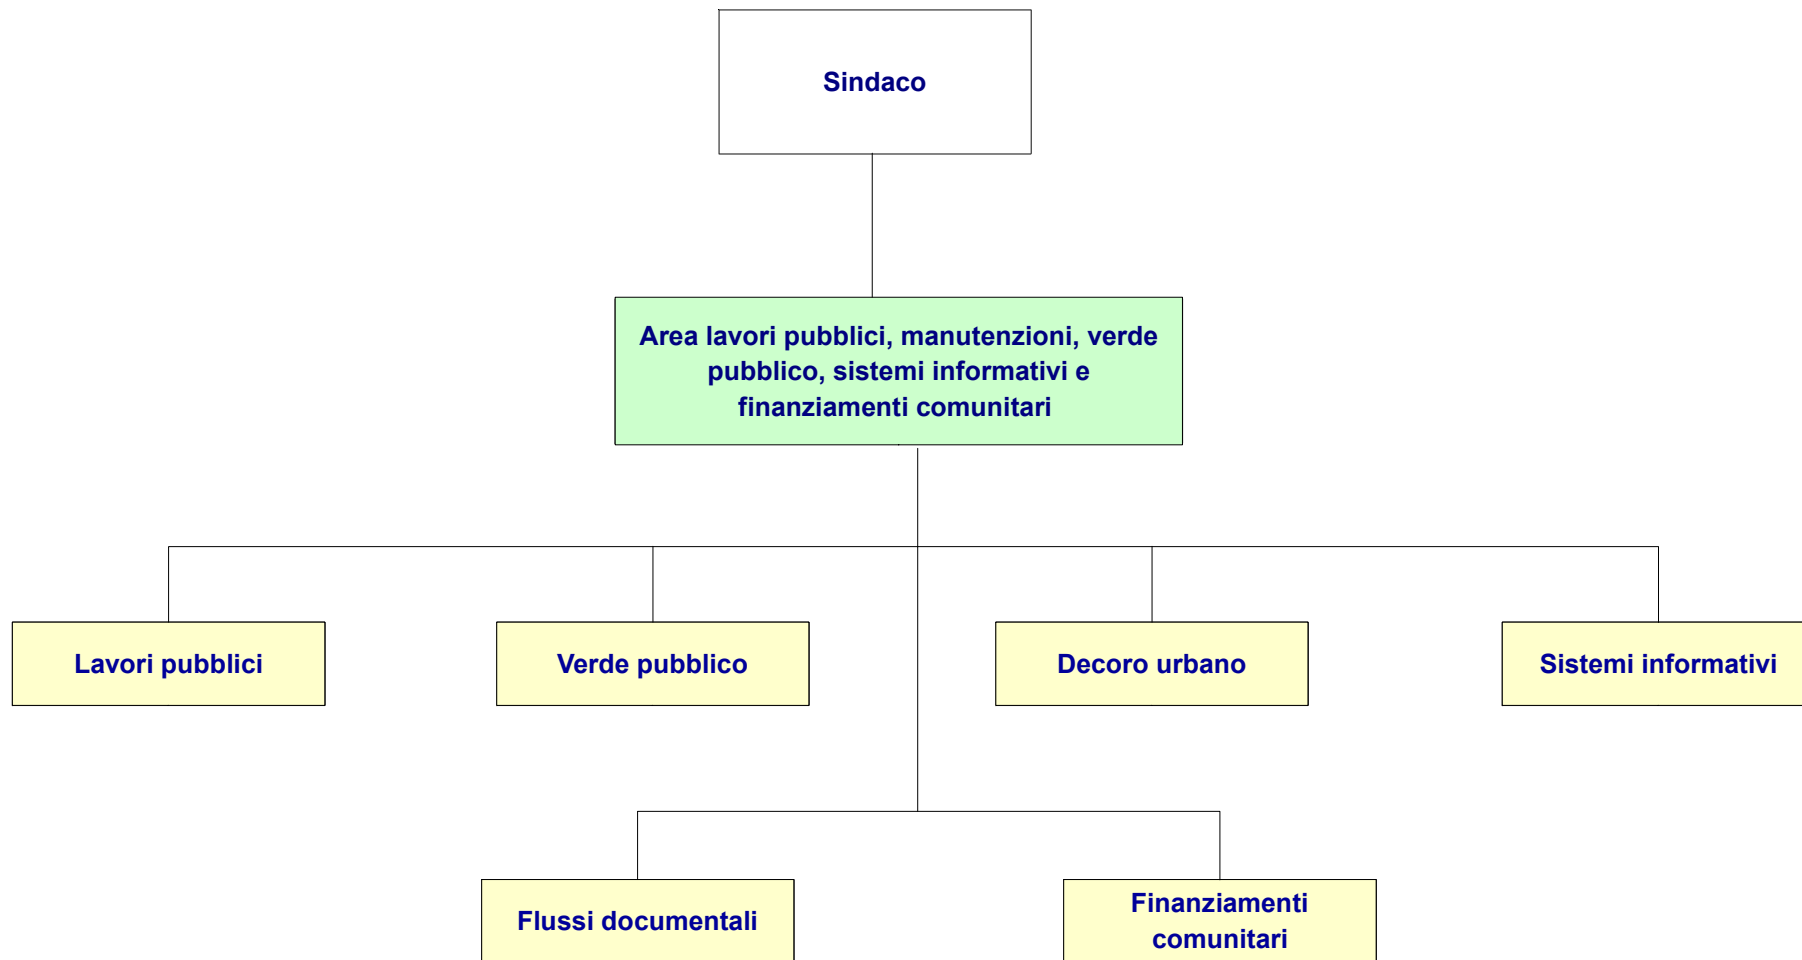 Sindaco
Area lavori pubblici, manutenzioni, verde
pubblico, sistemi informativi e
finanziamenti comunitari
Lavori pubblici
Verde pubblico
Decoro urbano
Sistemi informativi
Flussi documentali
Finanziamenti
comunitari